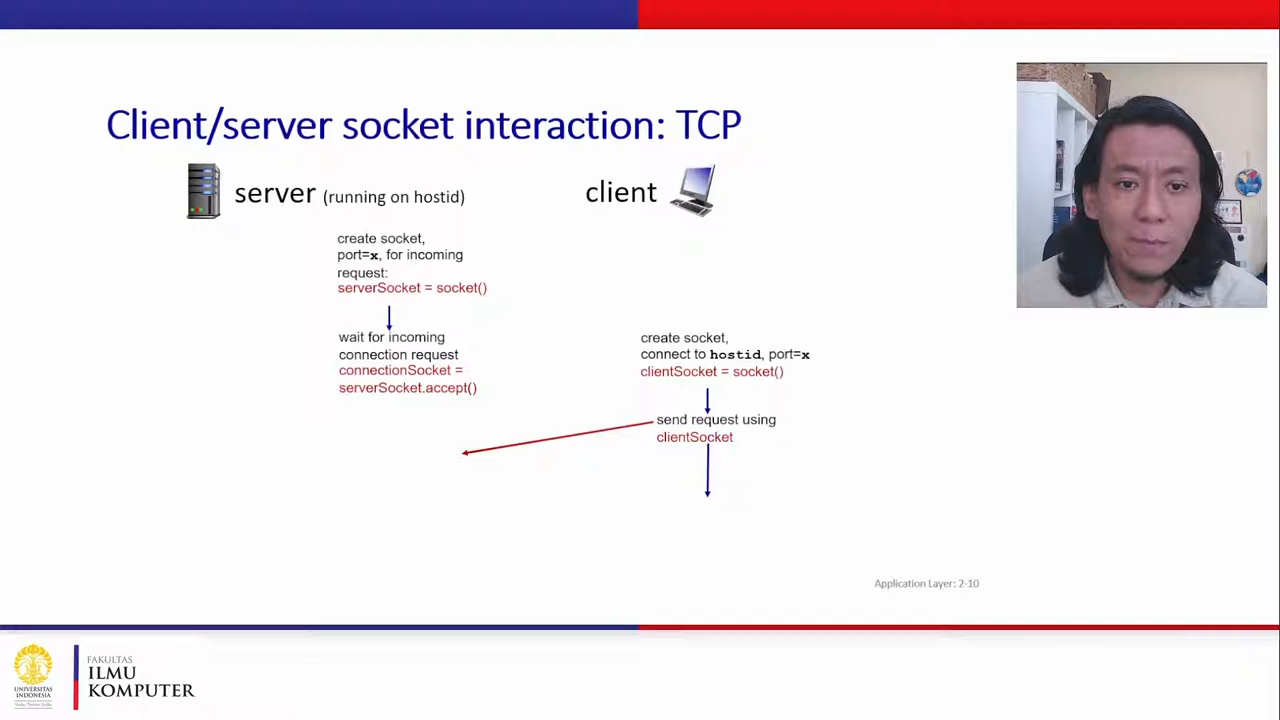 Client/server socket interaction: TCP
server (running on hostid)
client
create socket,
port=x, for incoming
request:
serverSocket = socket()
wait for incoming
connection request
connectionSocket =
serverSocket.accept()
create socket,
connect to hostid, port=x
clientSocket = socket()
send request using
clientSocket
Application Layer: 2-10
UNIVERSITAS
INDONESIA
FAKULTAS
ILMU
KOMPUTER